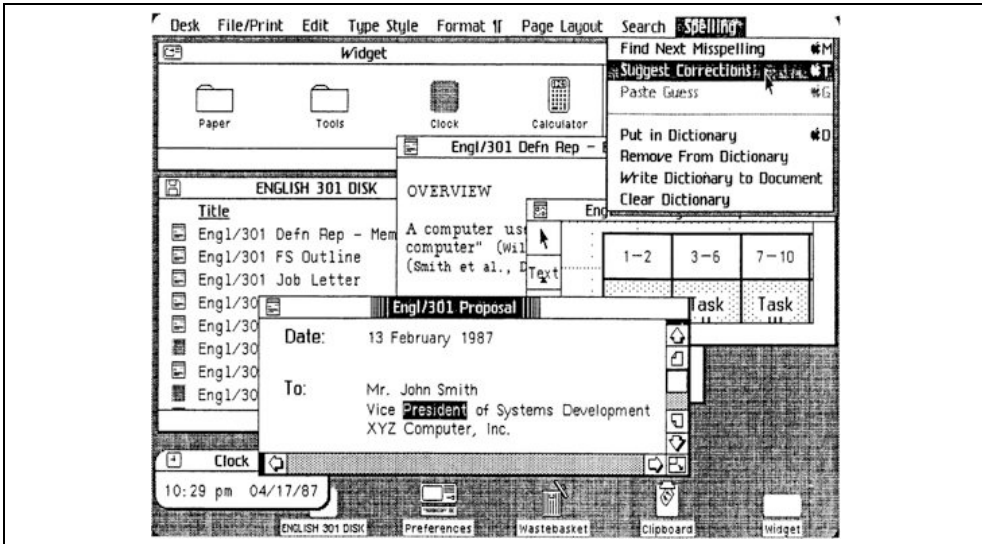 Desk File/Print Edit Type Style Format ¶ Page Layout Search Spelling
Widget
Paper
Tools
Clock
Calculator
Find Next Misspelling M
Suggest Corrections T
Paste Guess G
Put in Dictionary D
Remove From Dictionary
Write Dictionary to Document
Clear Dictionary
Engl/301 Defn Rep -
OVERVIEW
A computer us
computer" (Wil
(Smith et al., D
ENGLISH 301 DISK
Title
Engl/301 Defn Rep - Mem
Engl/301 FS Outline
Engl/301 Job Letter
Engl/30
Engl/30
Engl/30
Engl/30
Engl/30
Eng
Text
1-2 3-6 7-10
Task Task
Engl/301 Proposal
Date: 13 February 1987
To: Mr. John Smith
Vice President of Systems Development
XYZ Computer, Inc.
Clock
10:29 pm 04/17/87
ENGLISH 301 DISK
Preferences
Wastebasket
Clipboard
Widget